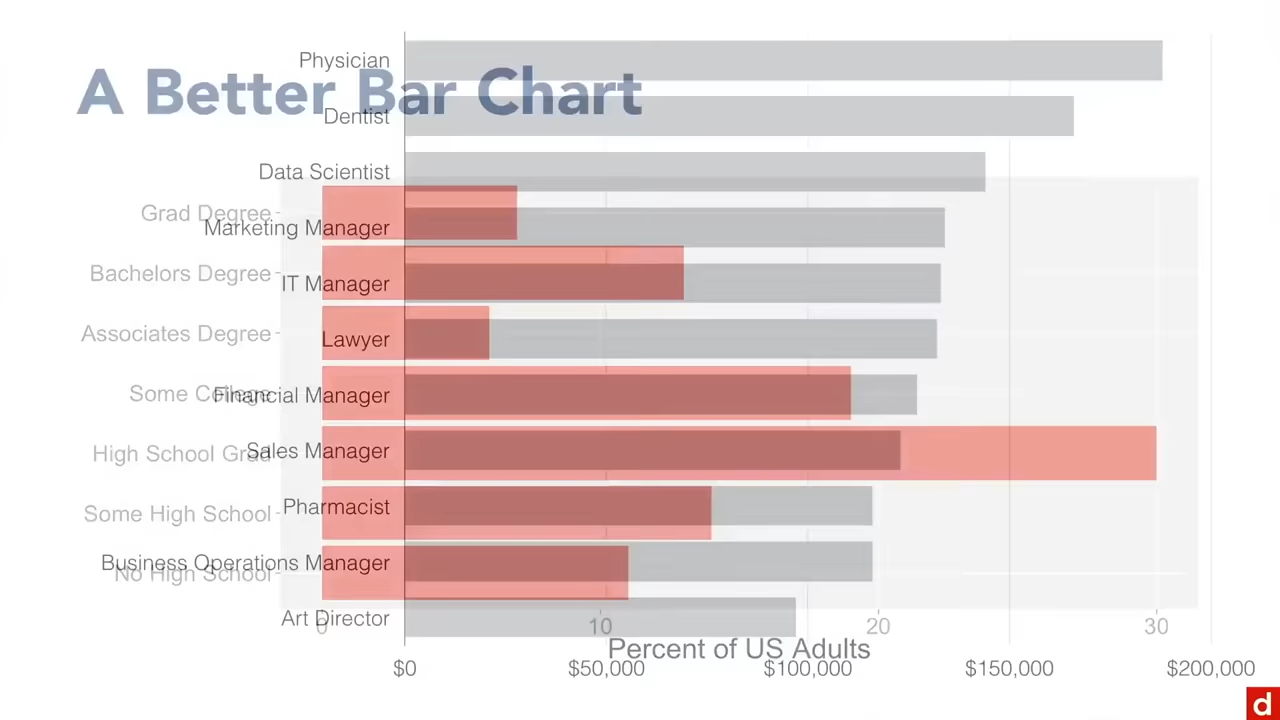 A Better Bar Chart
Physician
Dentist
Data Scientist
Marketing Manager
IT Manager
Lawyer
Financial Manager
Sales Manager
Pharmacist
Business Operations Manager
Art Director
$0 $50,000 $100,000 $150,000 $200,000
Grad Degree
Bachelors Degree
Associates Degree
Some College
High School Grad
Some High School
No High School
0 10 20 30
Percent of US Adults
d